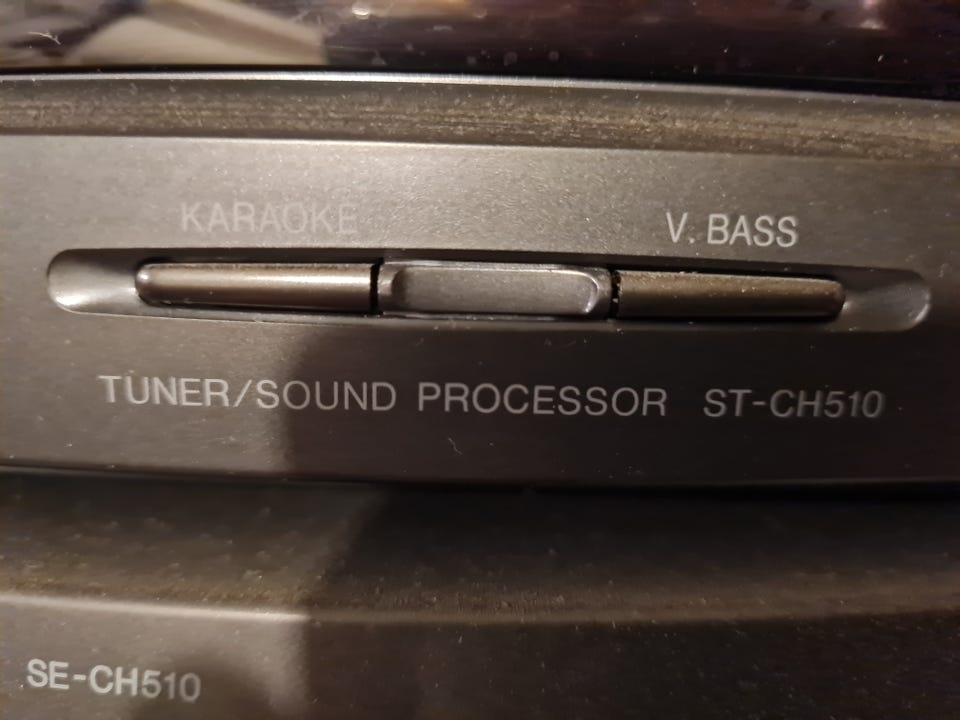 KARAOKE V. BASS
TUNER/SOUND PROCESSOR ST-CH510
SE-CH510